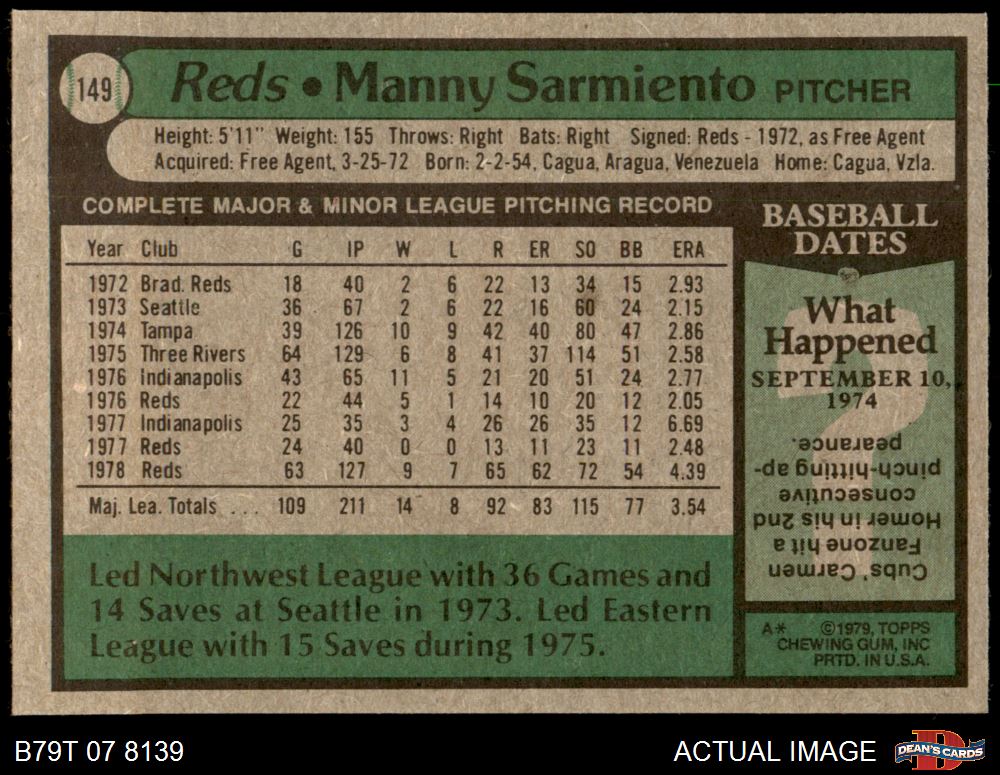 149
Reds • Manny Sarmiento PITCHER
Height: 5'11" Weight: 155 Throws: Right Bats: Right Signed: Reds - 1972, as Free Agent
Acquired: Free Agent, 3-25-72 Born: 2-2-54, Cagua, Aragua, Venezuela Home: Cagua, Vzla.
COMPLETE MAJOR & MINOR LEAGUE PITCHING RECORD
Year Club G IP W L R ER SO BB ERA
1972 Brad. Reds 18 40 2 6 22 13 34 15 2.93
1973 Seattle 36 67 2 6 22 16 60 24 2.15
1974 Tampa 39 126 10 9 42 40 80 47 2.86
1975 Three Rivers 64 129 6 8 41 37 114 51 2.58
1976 Indianapolis 43 65 11 5 21 20 51 24 2.77
1976 Reds 22 44 5 1 14 10 20 12 2.05
1977 Indianapolis 25 35 3 4 26 26 35 12 6.69
1977 Reds 24 40 0 0 13 11 23 11 2.48
1978 Reds 63 127 9 7 65 62 72 54 4.39
Maj. Lea. Totals . . . 109 211 14 8 92 83 115 77 3.54
Led Northwest League with 36 Games and
14 Saves at Seattle in 1973. Led Eastern
League with 15 Saves during 1975.
BASEBALL
DATES
What
Happened
SEPTEMBER 10,
1974
Cubs' Carmen
Fanzone hit a
Homer in his 2nd
consecutive
pinch-hitting ap-
pearance.
A* ©1979, TOPPS
CHEWING GUM, INC
PRTD. IN U.S.A.
B79T 07 8139
ACTUAL IMAGE
DEAN'S CARDS